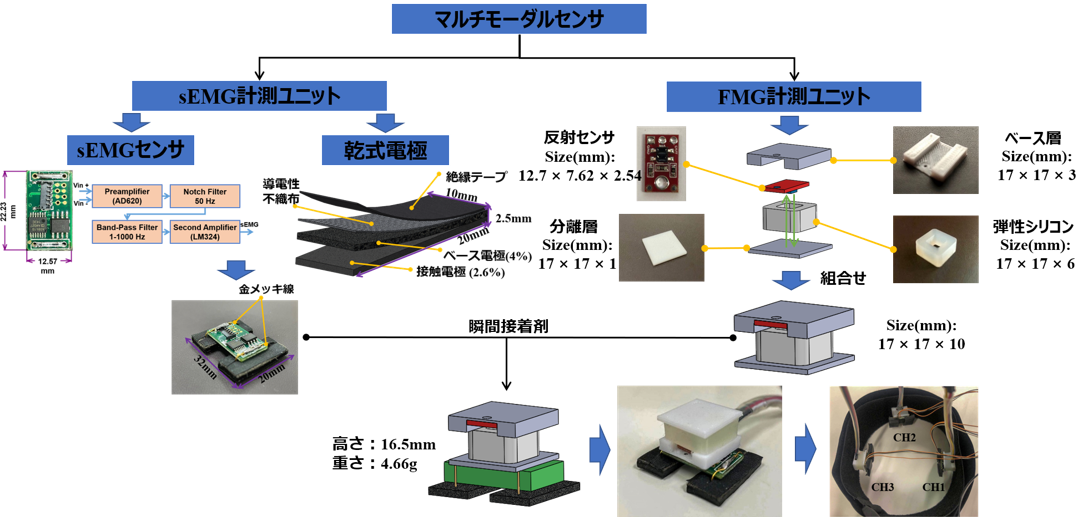 マルチモーダルセンサ
sEMG計測ユニット
FMG計測ユニット
sEMGセンサ
乾式電極
22.23
mm
12.57
mm
Vin +
Vin -
Preamplifier
(AD620)
Notch Filter
50 Hz
Band-Pass Filter
1-1000 Hz
Second Amplifier
(LM324)
sEMG
導電性
不織布
絶縁テープ
10mm
2.5mm
20mm
ベース電極(4%)
接触電極 (2.6%)
反射センサ
Size(mm):
12.7 × 7.62 × 2.54
分離層
Size(mm):
17 × 17 × 1
ベース層
Size(mm):
17 × 17 × 3
弾性シリコン
Size(mm):
17 × 17 × 6
組合せ
金メッキ線
32mm
20mm
瞬間接着剤
Size(mm):
17 × 17 × 10
高さ：16.5mm
重さ：4.66g
CH2
CH3
CH1